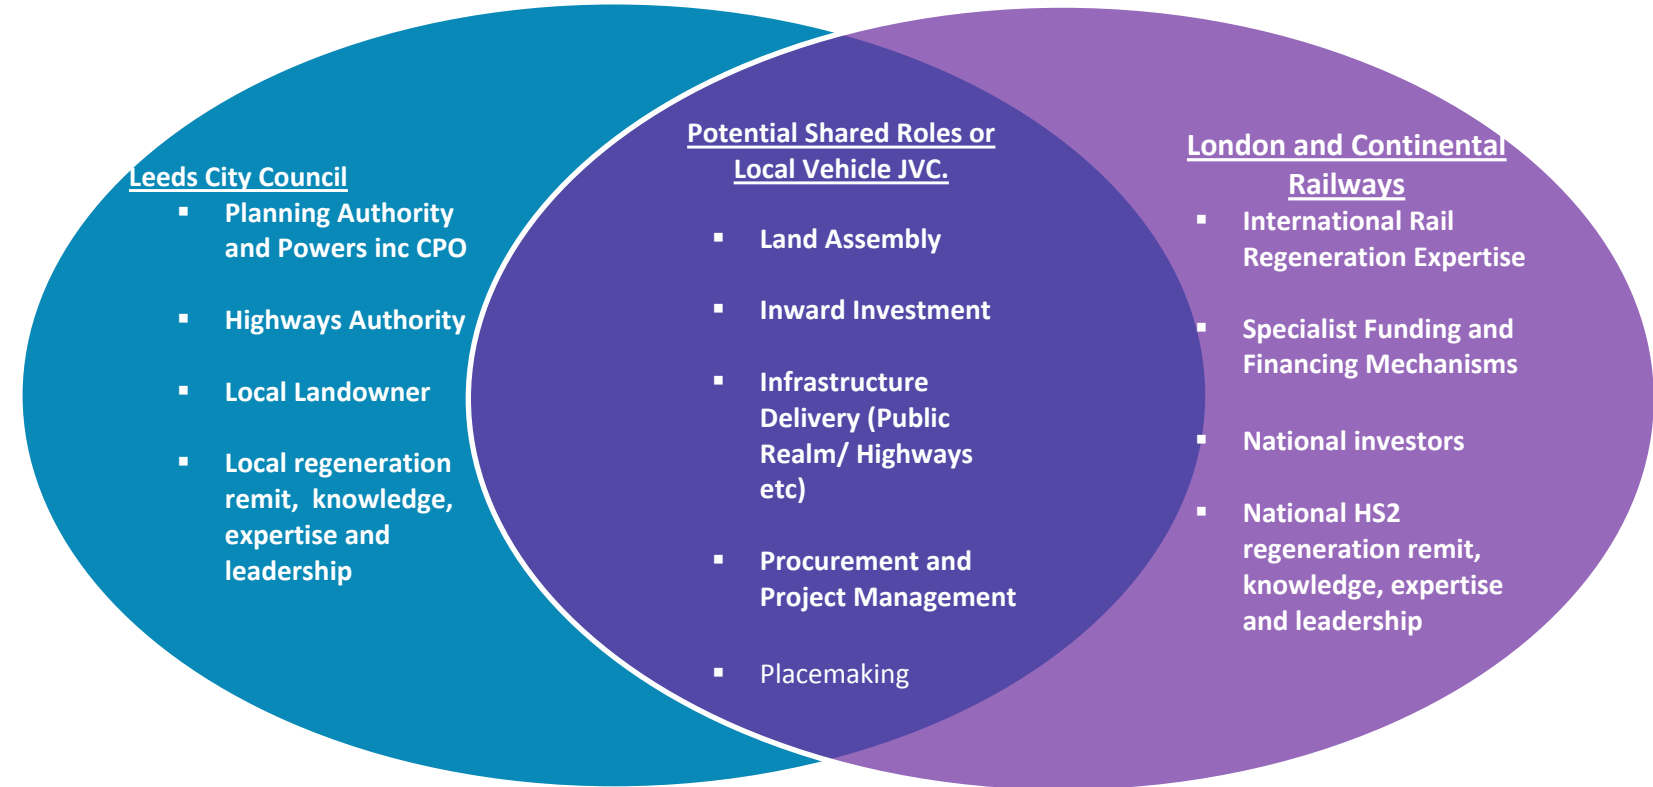 Leeds City Council
▪ Planning Authority
and Powers inc CPO
▪ Highways Authority
▪ Local Landowner
▪ Local regeneration
remit, knowledge,
expertise and
leadership
Potential Shared Roles or
Local Vehicle JVC.
▪ Land Assembly
▪ Inward Investment
▪ Infrastructure
Delivery (Public
Realm/ Highways
etc)
▪ Procurement and
Project Management
▪ Placemaking
London and Continental
Railways
▪ International Rail
Regeneration Expertise
▪ Specialist Funding and
Financing Mechanisms
▪ National investors
▪ National HS2
regeneration remit,
knowledge, expertise
and leadership